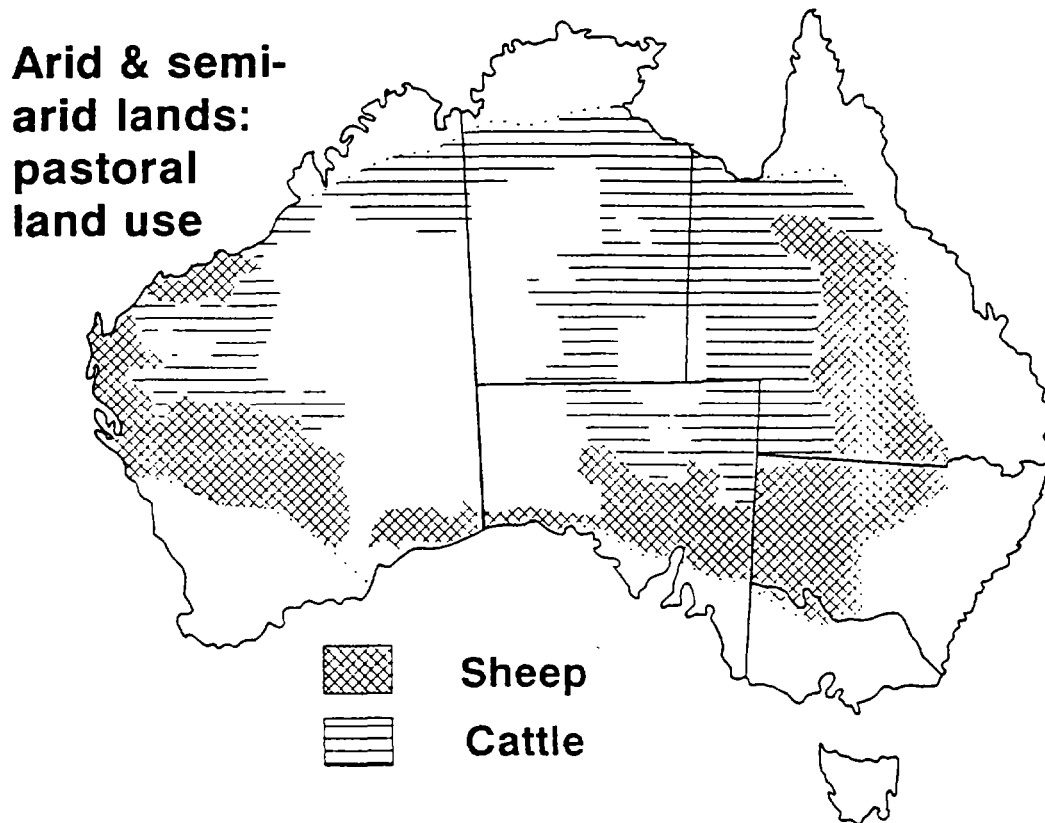 Arid & semi-
arid lands:
pastoral
land use
Sheep
Cattle